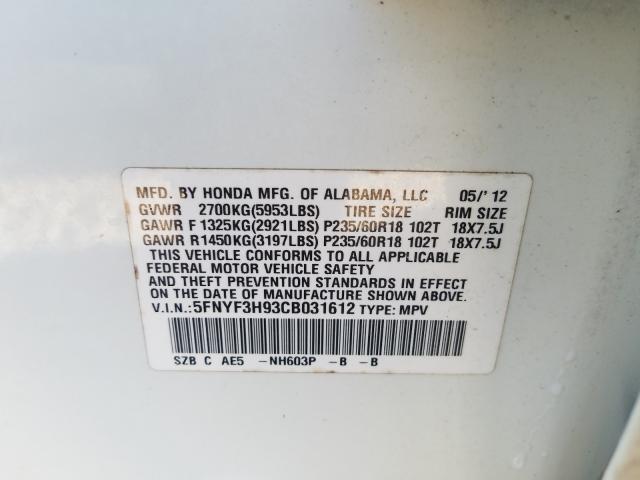 MFD. BY HONDA MFG. OF ALABAMA, LLC 05/'12
GVWR 2700KG(5953LBS) TIRE SIZE RIM SIZE
GAWR F 1325KG(2921LBS) P235/60R18 102T 18X7.5J
GAWR R1450KG(3197LBS) P235/60R18 102T 18X7.5J
THIS VEHICLE CONFORMS TO ALL APPLICABLE
FEDERAL MOTOR VEHICLE SAFETY
AND THEFT PREVENTION STANDARDS IN EFFECT
ON THE DATE OF MANUFACTURE SHOWN ABOVE.
V.I.N.: 5FNYF3H93CB031612 TYPE: MPV
SZB C AE5 -NH603P -B -B